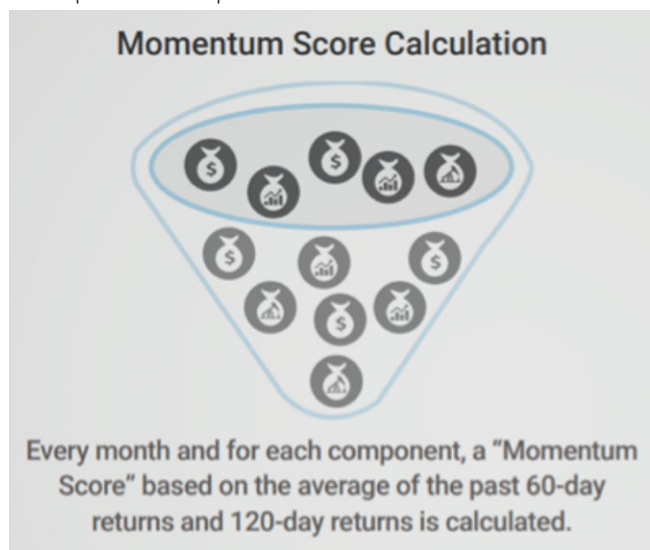 Momentum Score Calculation
$
$
$
$
$
Every month and for each component, a “Momentum
Score” based on the average of the past 60-day
returns and 120-day returns is calculated.